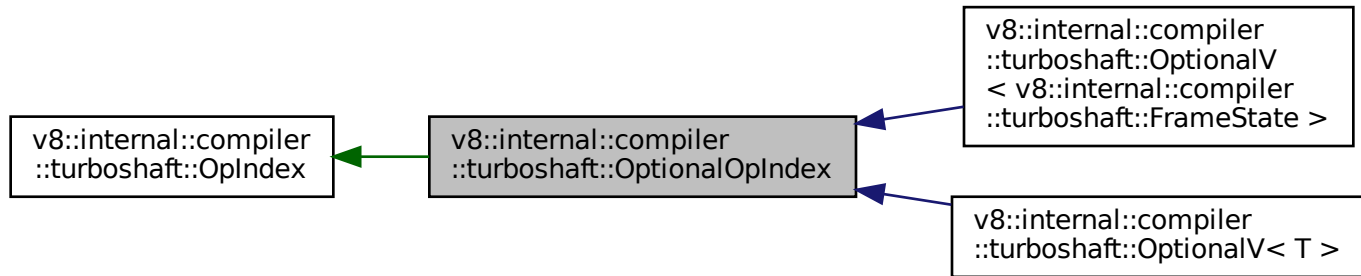 v8::internal::compiler
::turboshaft::OpIndex
v8::internal::compiler
::turboshaft::OptionalOpIndex
v8::internal::compiler
::turboshaft::OptionalV
< v8::internal::compiler
::turboshaft::FrameState >
v8::internal::compiler
::turboshaft::OptionalV< T >